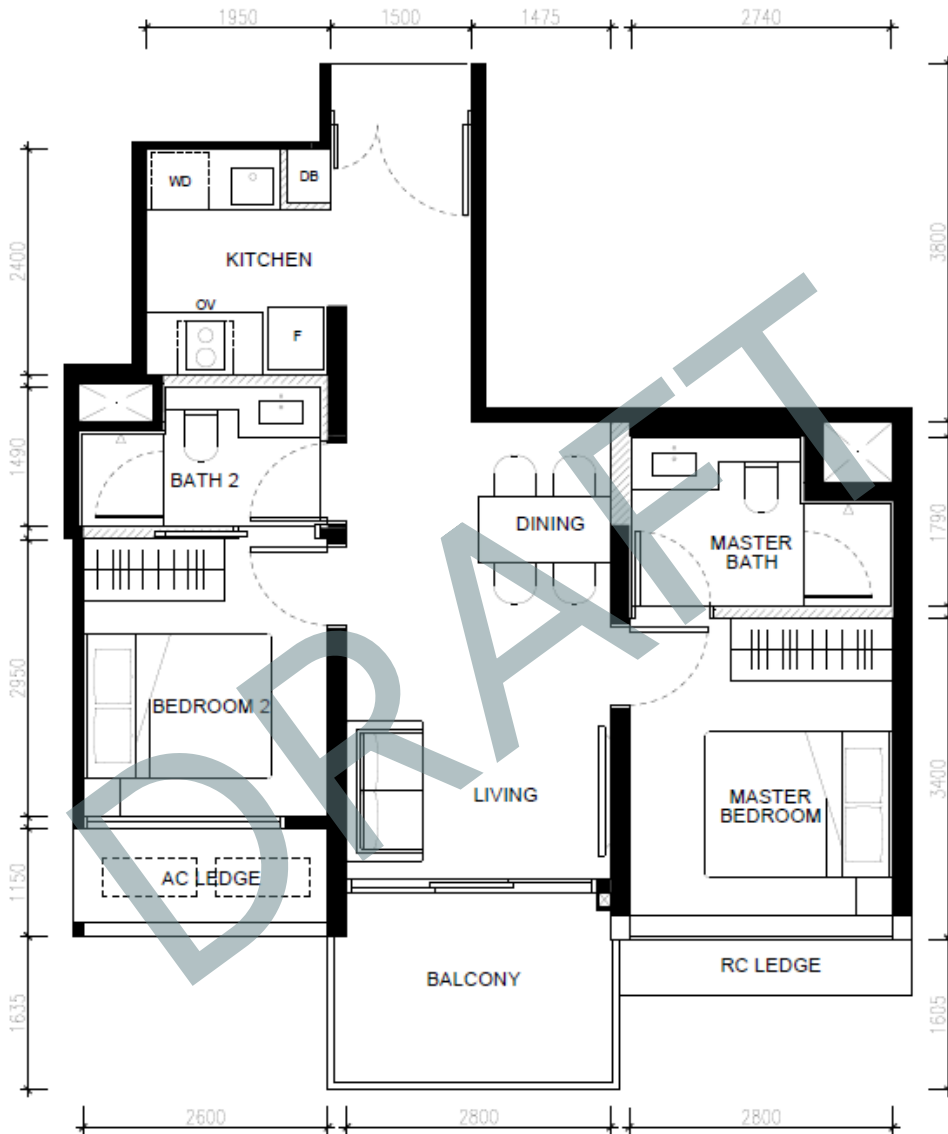 1950
1500
1475
2740
WD
DB
KITCHEN
OV
F
2400
3800
BATH 2
1490
DINING
MASTER
BATH
1790
BEDROOM 2
2950
LIVING
MASTER
BEDROOM
3400
AC LEDGE
1150
BALCONY
RC LEDGE
1635
1605
2600
2800
2800
DRAFT